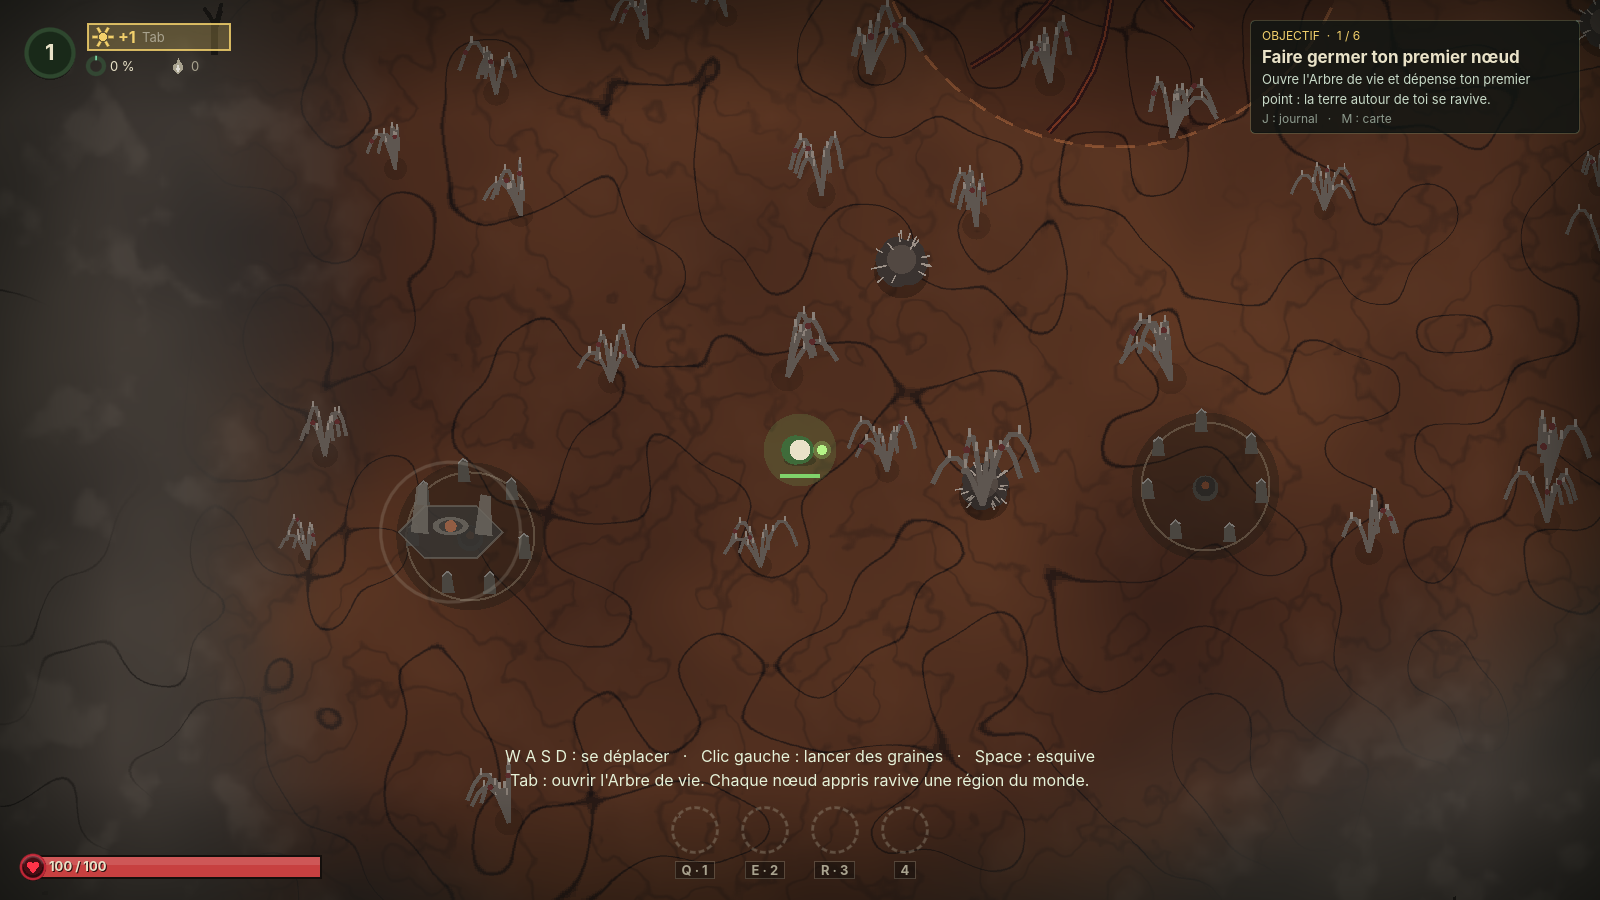 1
+1 Tab
0 %
0
OBJECTIF · 1 / 6
Faire germer ton premier nœud
Ouvre l'Arbre de vie et dépense ton premier
point : la terre autour de toi se ravive.
J : journal · M : carte
W A S D : se déplacer · Clic gauche : lancer des graines · Space : esquive
Tab : ouvrir l'Arbre de vie. Chaque nœud appris ravive une région du monde.
Q · 1
E · 2
R · 3
4
100 / 100